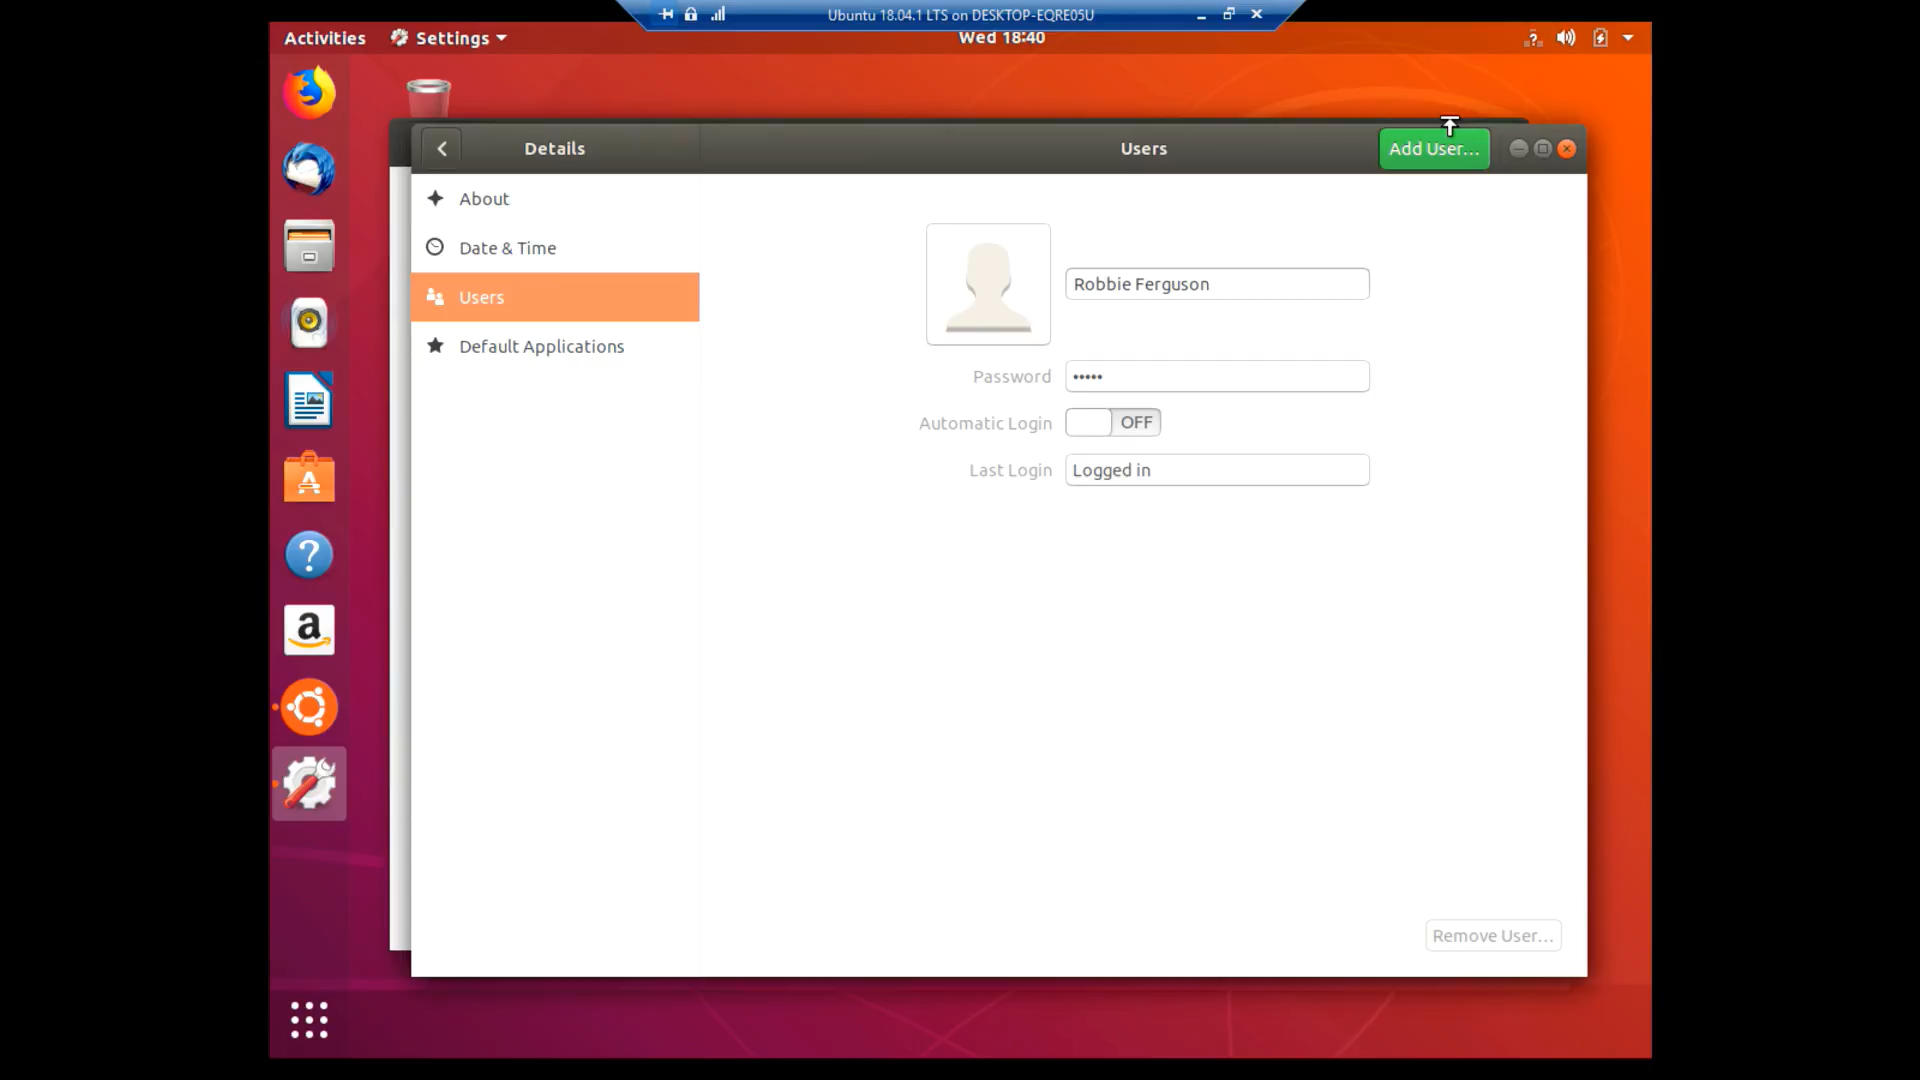 Ubuntu 18.04.1 LTS on DESKTOP-EQRE05U
Activities Settings Wed 18:40
Details Users Add User...
About
Date & Time
Users
Default Applications
Robbie Ferguson
Password •••••
Automatic Login OFF
Last Login Logged in
Remove User...